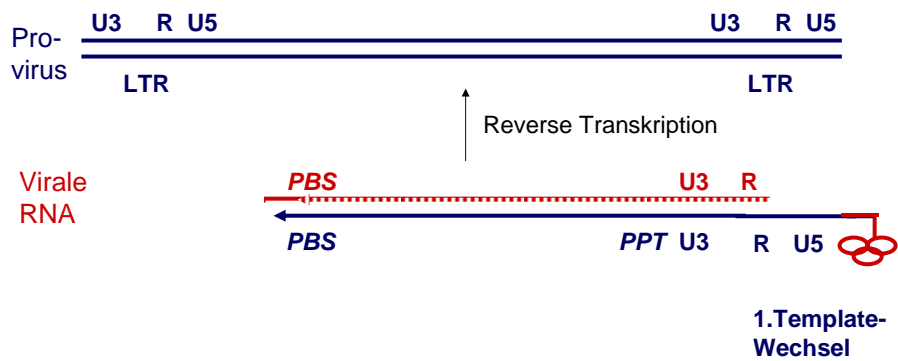 U3 R U5 U3 R U5
Pro-
virus
LTR LTR
Reverse Transkription
Virale
RNA
PBS U3 R
PBS PPT U3 R U5
1.Template-
Wechsel